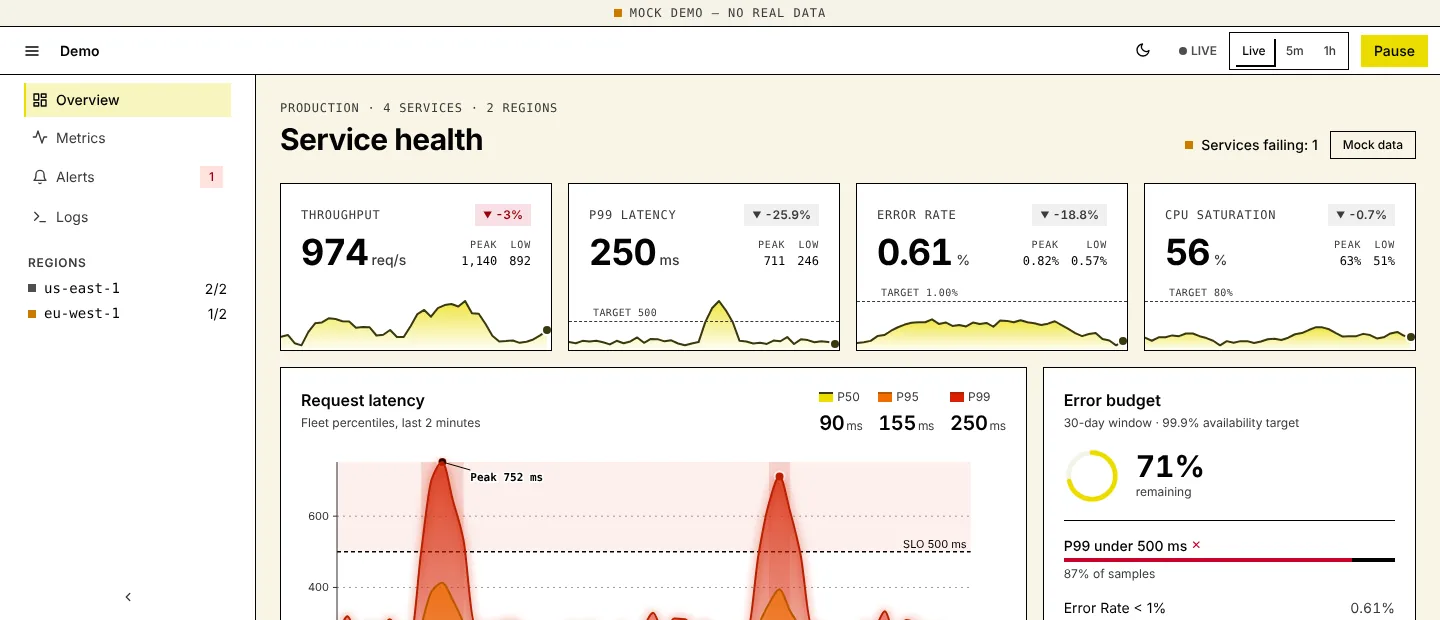 MOCK DEMO — NO REAL DATA
Demo
LIVE
Live 5m 1h
Pause
Overview
Metrics
Alerts 1
Logs
REGIONS
us-east-1 2/2
eu-west-1 1/2
PRODUCTION · 4 SERVICES · 2 REGIONS
Service health
Services failing: 1
Mock data
THROUGHPUT ▼ -3%
974 req/s
PEAK LOW
1,140 892
P99 LATENCY ▼ -25.9%
250 ms
PEAK LOW
711 246
TARGET 500
ERROR RATE ▼ -18.8%
0.61 %
PEAK LOW
0.82% 0.57%
TARGET 1.00%
CPU SATURATION ▼ -0.7%
56 %
PEAK LOW
63% 51%
TARGET 80%
Request latency
Fleet percentiles, last 2 minutes
P50 P95 P99
90 ms 155 ms 250 ms
Peak 752 ms
600
SLO 500 ms
400
Error budget
30-day window · 99.9% availability target
71%
remaining
P99 under 500 ms ×
87% of samples
Error Rate < 1% 0.61%